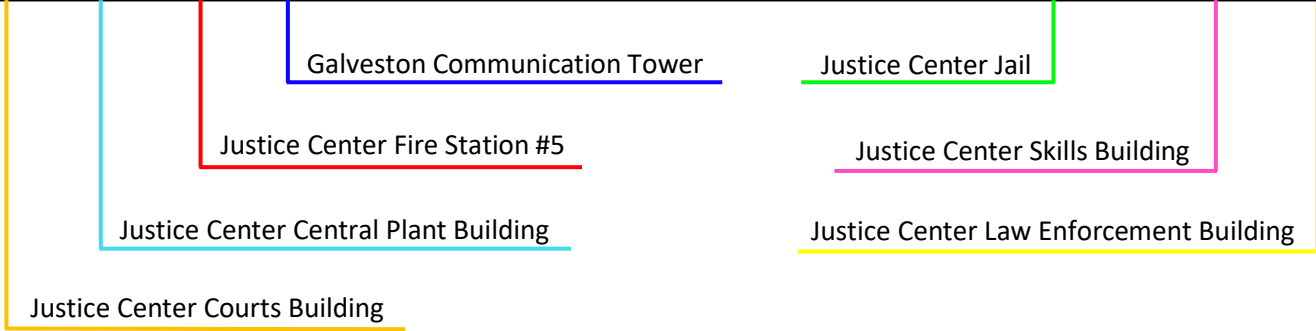 Galveston Communication Tower
Justice Center Jail
Justice Center Fire Station #5
Justice Center Skills Building
Justice Center Central Plant Building
Justice Center Law Enforcement Building
Justice Center Courts Building